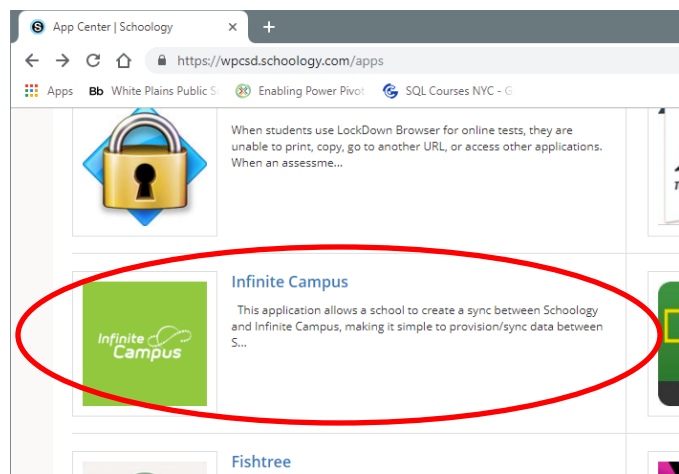 App Center | Schoology
https://wpcsd.schoology.com/apps
Apps Bb White Plains Public Enabling Power Pivot SQL Courses NYC - G
When students use LockDown Browser for online tests, they are
unable to print, copy, go to another URL, or access other applications.
When an assessme...
Infinite Campus
This application allows a school to create a sync between Schoology
and Infinite Campus, making it simple to provision/sync data between
S...
Infinite
Campus
Fishtree